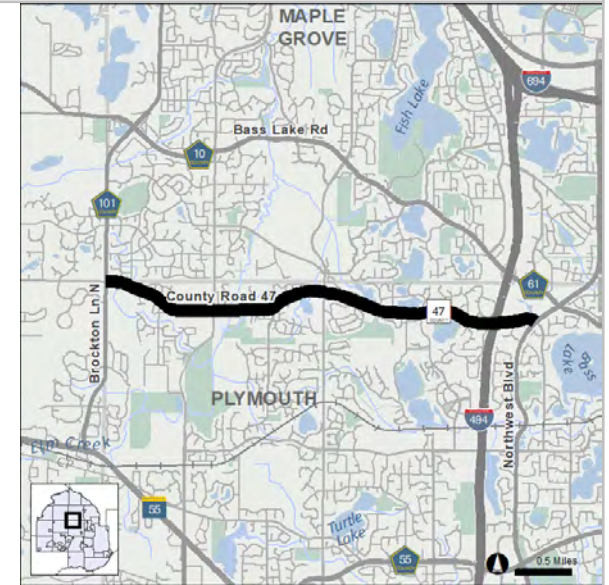 MAPLE
GROVE
694
Fish Lake
Bass Lake Rd
10
101
61
County Road 47
47
Brockton Ln N
Bass
Lake
PLYMOUTH
Northwest Blvd
494
Elm Creek
55
Turtle
Lake
55
0.5 Miles